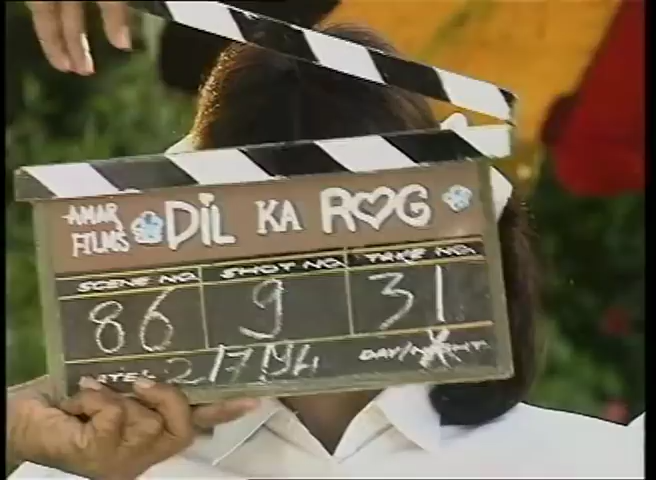 AMAR FILMS DIL KA ROG
SCENE NO. SHOT NO. TAKE NO.
86 9 31
DATE 2/7/94 DAY/NIGHT